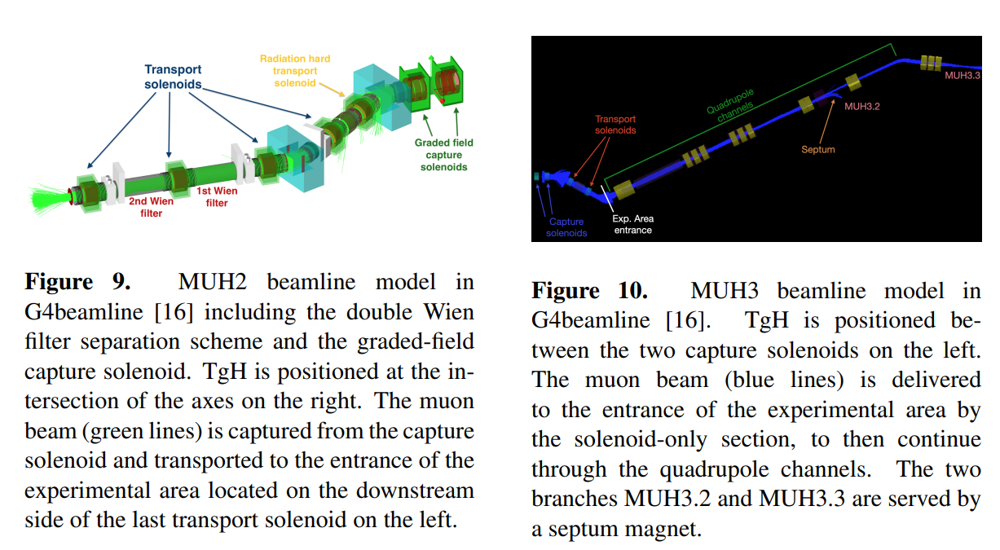 Transport
solenoids
Radiation hard
transport
solenoid
Graded field
capture
solenoids
1st Wien
filter
2nd Wien
filter
Figure 9. MUH2 beamline model in
G4beamline [16] including the double Wien
filter separation scheme and the graded-field
capture solenoid. TgH is positioned at the in-
tersection of the axes on the right. The muon
beam (green lines) is captured from the capture
solenoid and transported to the entrance of the
experimental area located on the downstream
side of the last transport solenoid on the left.
MUH3.3
Quadrupole
channels
MUH3.2
Transport
solenoids
Septum
Capture
solenoids
Exp. Area
entrance
Figure 10. MUH3 beamline model in
G4beamline [16]. TgH is positioned be-
tween the two capture solenoids on the left.
The muon beam (blue lines) is delivered
to the entrance of the experimental area by
the solenoid-only section, to then continue
through the quadrupole channels. The two
branches MUH3.2 and MUH3.3 are served by
a septum magnet.